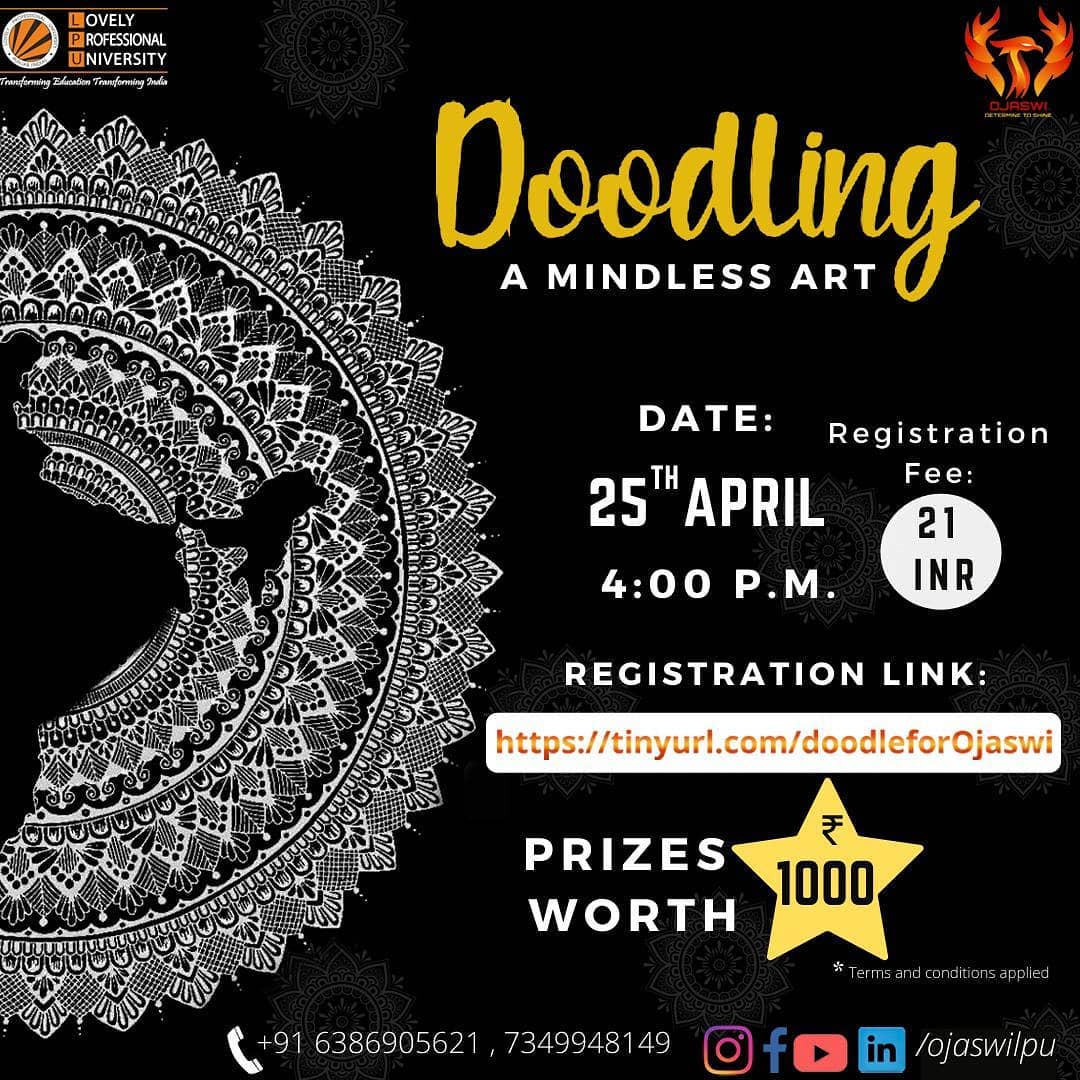 LOVELY
PROFESSIONAL
UNIVERSITY
Transforming Education Transforming India
OJASWI
DETERMINE TO SHINE
Doodling
A MINDLESS ART
DATE:
25TH APRIL
4:00 P.M.
Registration
Fee:
21
INR
REGISTRATION LINK:
https://tinyurl.com/doodleforOjaswi
PRIZES
WORTH
₹
1000
* Terms and conditions applied
+91 6386905621 , 7349948149
/ojaswilpu